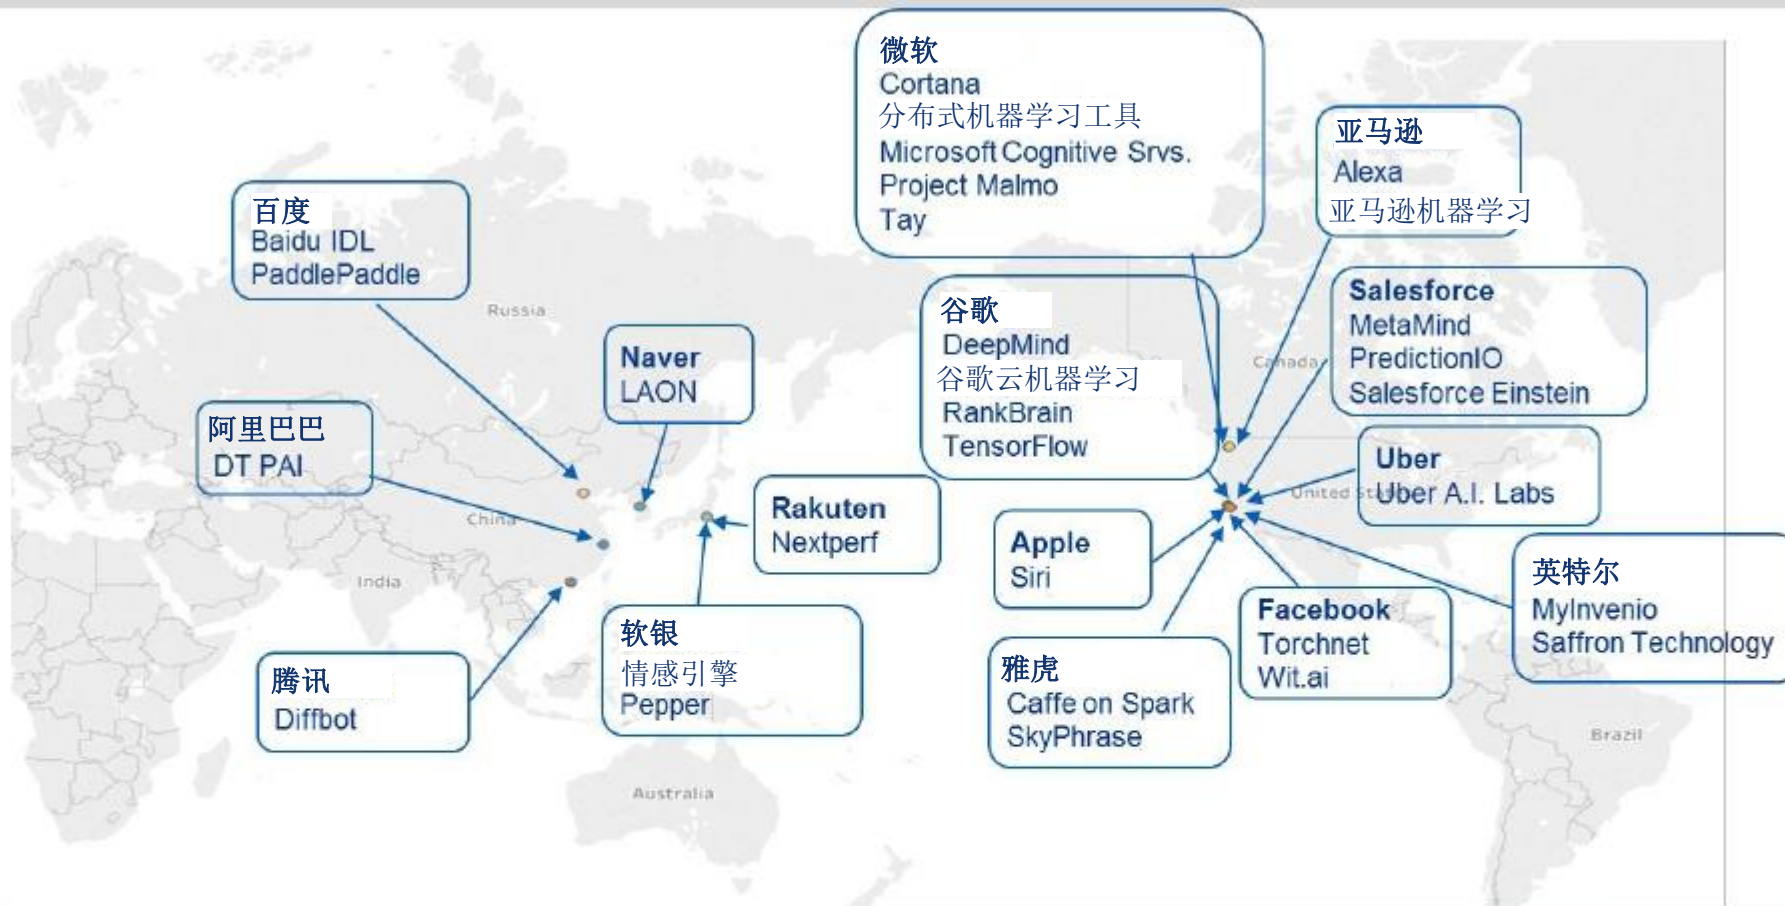 微软
Cortana
分布式机器学习工具
Microsoft Cognitive Srvs.
Project Malmo
Tay
亚马逊
Alexa
亚马逊机器学习
百度
Baidu IDL
PaddlePaddle
Russia
Naver
LAON
谷歌
DeepMind
谷歌云机器学习
RankBrain
TensorFlow
Canada
Salesforce
MetaMind
PredictionIO
Salesforce Einstein
阿里巴巴
DT PAI
China
India
Rakuten
Nextperf
United States
Uber
Uber A.I. Labs
Apple
Siri
英特尔
MyInvenio
Saffron Technology
腾讯
Diffbot
软银
情感引擎
Pepper
雅虎
Caffe on Spark
SkyPhrase
Facebook
Torchnet
Wit.ai
Brazil
Australia